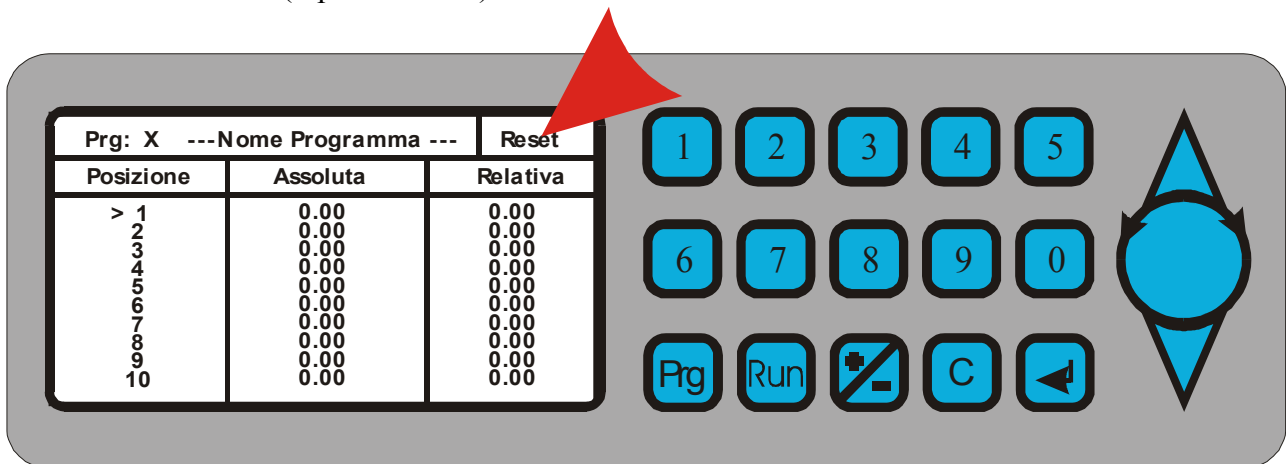 Prg: X ---Nome Programma --- Reset
Posizione Assoluta Relativa
> 1 0.00 0.00
2 0.00 0.00
3 0.00 0.00
4 0.00 0.00
5 0.00 0.00
6 0.00 0.00
7 0.00 0.00
8 0.00 0.00
9 0.00 0.00
10 0.00 0.00
1 2 3 4 5
6 7 8 9 0
Prg Run + - C